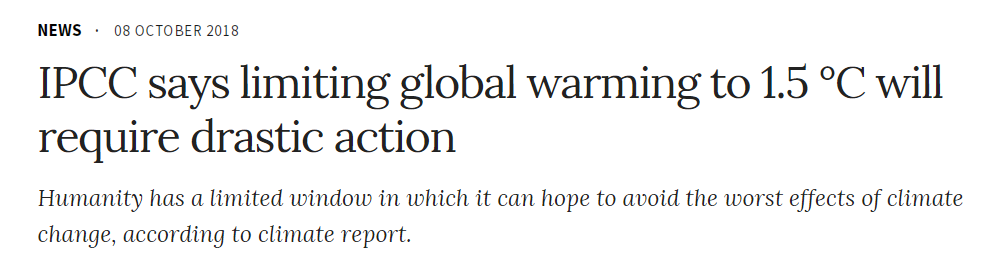 NEWS · 08 OCTOBER 2018
IPCC says limiting global warming to 1.5 °C will
require drastic action
Humanity has a limited window in which it can hope to avoid the worst effects of climate
change, according to climate report.